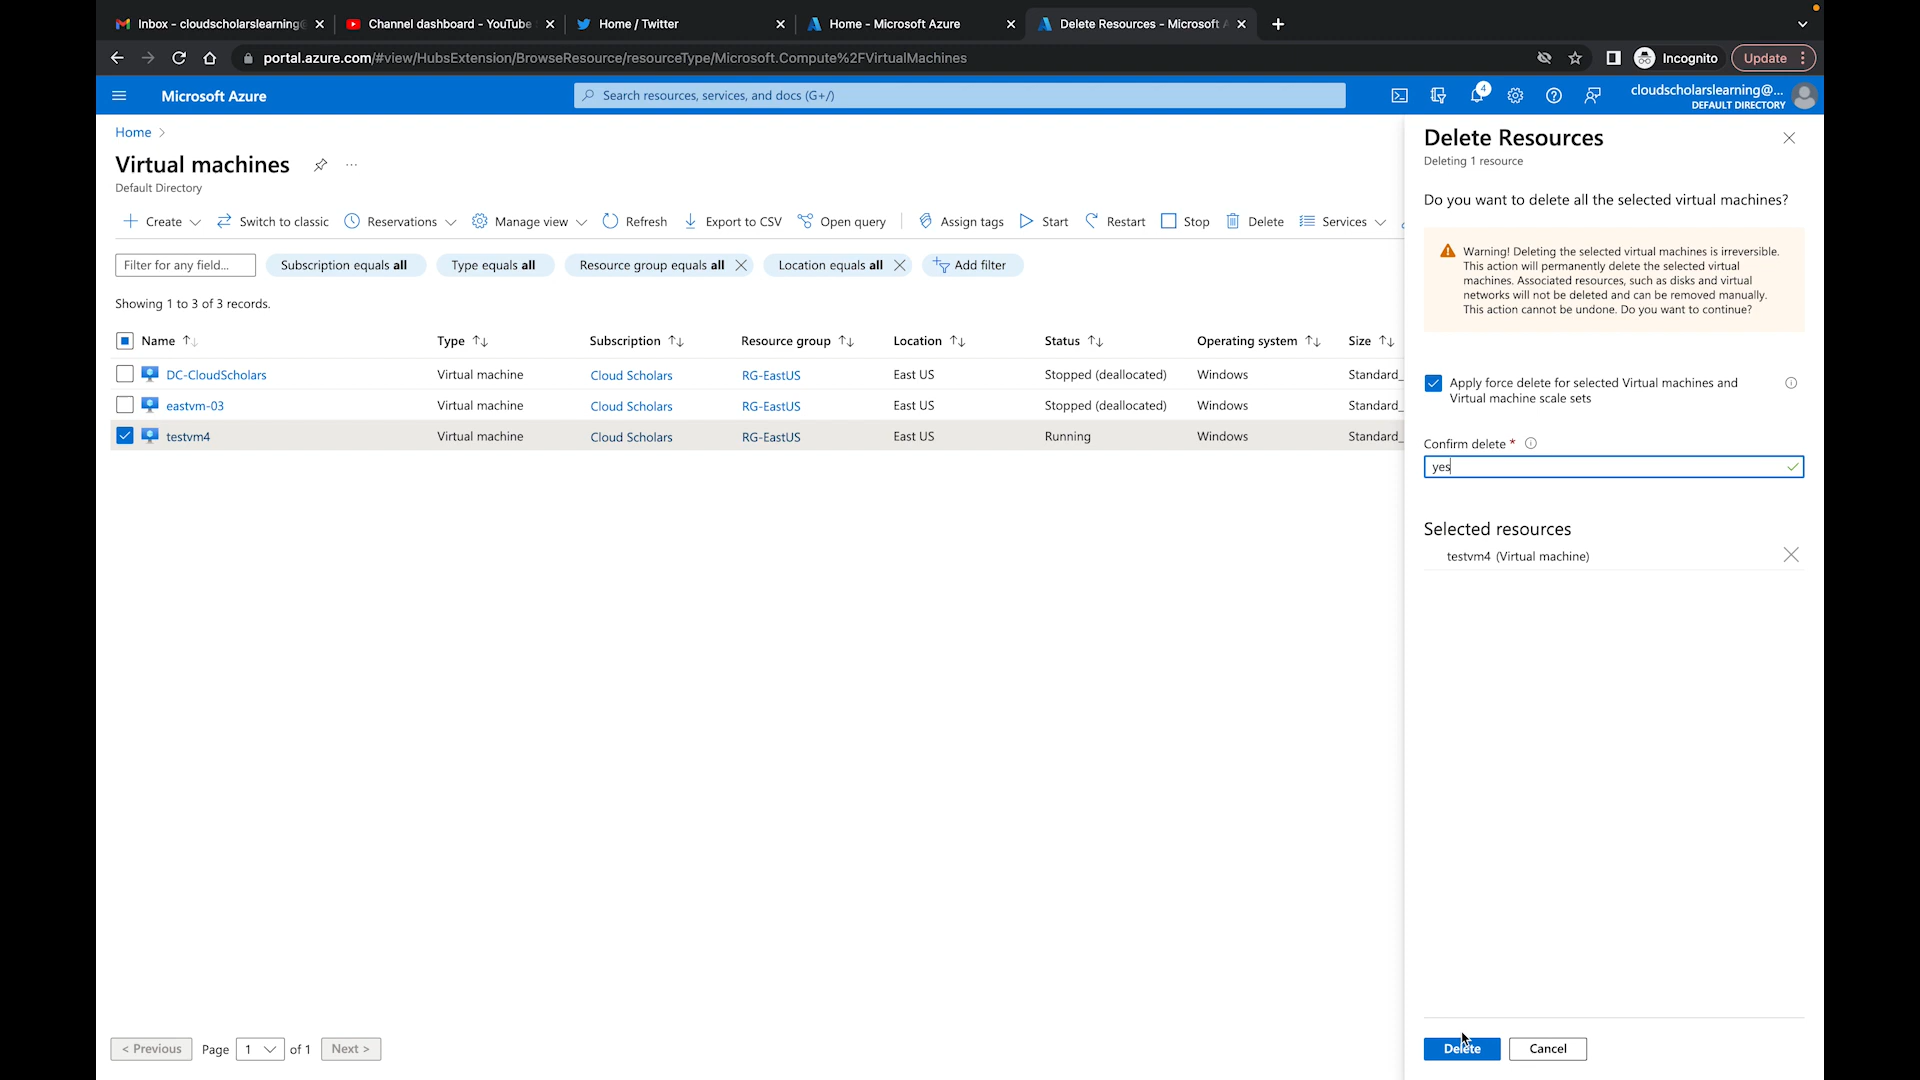 Inbox - cloudscholarslearning@
Channel dashboard - YouTube S
Home / Twitter
Home - Microsoft Azure
Delete Resources - Microsoft A
portal.azure.com/#view/HubsExtension/BrowseResource/resourceType/Microsoft.Compute%2FVirtualMachines
Incognito
Update
Microsoft Azure
Search resources, services, and docs (G+/)
4
cloudscholarslearning@...
DEFAULT DIRECTORY
Home >
Virtual machines
...
Default Directory
Create
Switch to classic
Reservations
Manage view
Refresh
Export to CSV
Open query
Assign tags
Start
Restart
Stop
Delete
Services
Filter for any field...
Subscription equals all
Type equals all
Resource group equals all
Location equals all
Add filter
Showing 1 to 3 of 3 records.
Name Type Subscription Resource group Location Status Operating system Size
DC-CloudScholars Virtual machine Cloud Scholars RG-EastUS East US Stopped (deallocated) Windows Standard_
eastvm-03 Virtual machine Cloud Scholars RG-EastUS East US Stopped (deallocated) Windows Standard_
testvm4 Virtual machine Cloud Scholars RG-EastUS East US Running Windows Standard_
< Previous Page 1 of 1 Next >
Delete Resources
Deleting 1 resource
Do you want to delete all the selected virtual machines?
Warning! Deleting the selected virtual machines is irreversible.
This action will permanently delete the selected virtual
machines. Associated resources, such as disks and virtual
networks will not be deleted and can be removed manually.
This action cannot be undone. Do you want to continue?
Apply force delete for selected Virtual machines and
Virtual machine scale sets
Confirm delete *
yes
Selected resources
testvm4 (Virtual machine)
Delete
Cancel